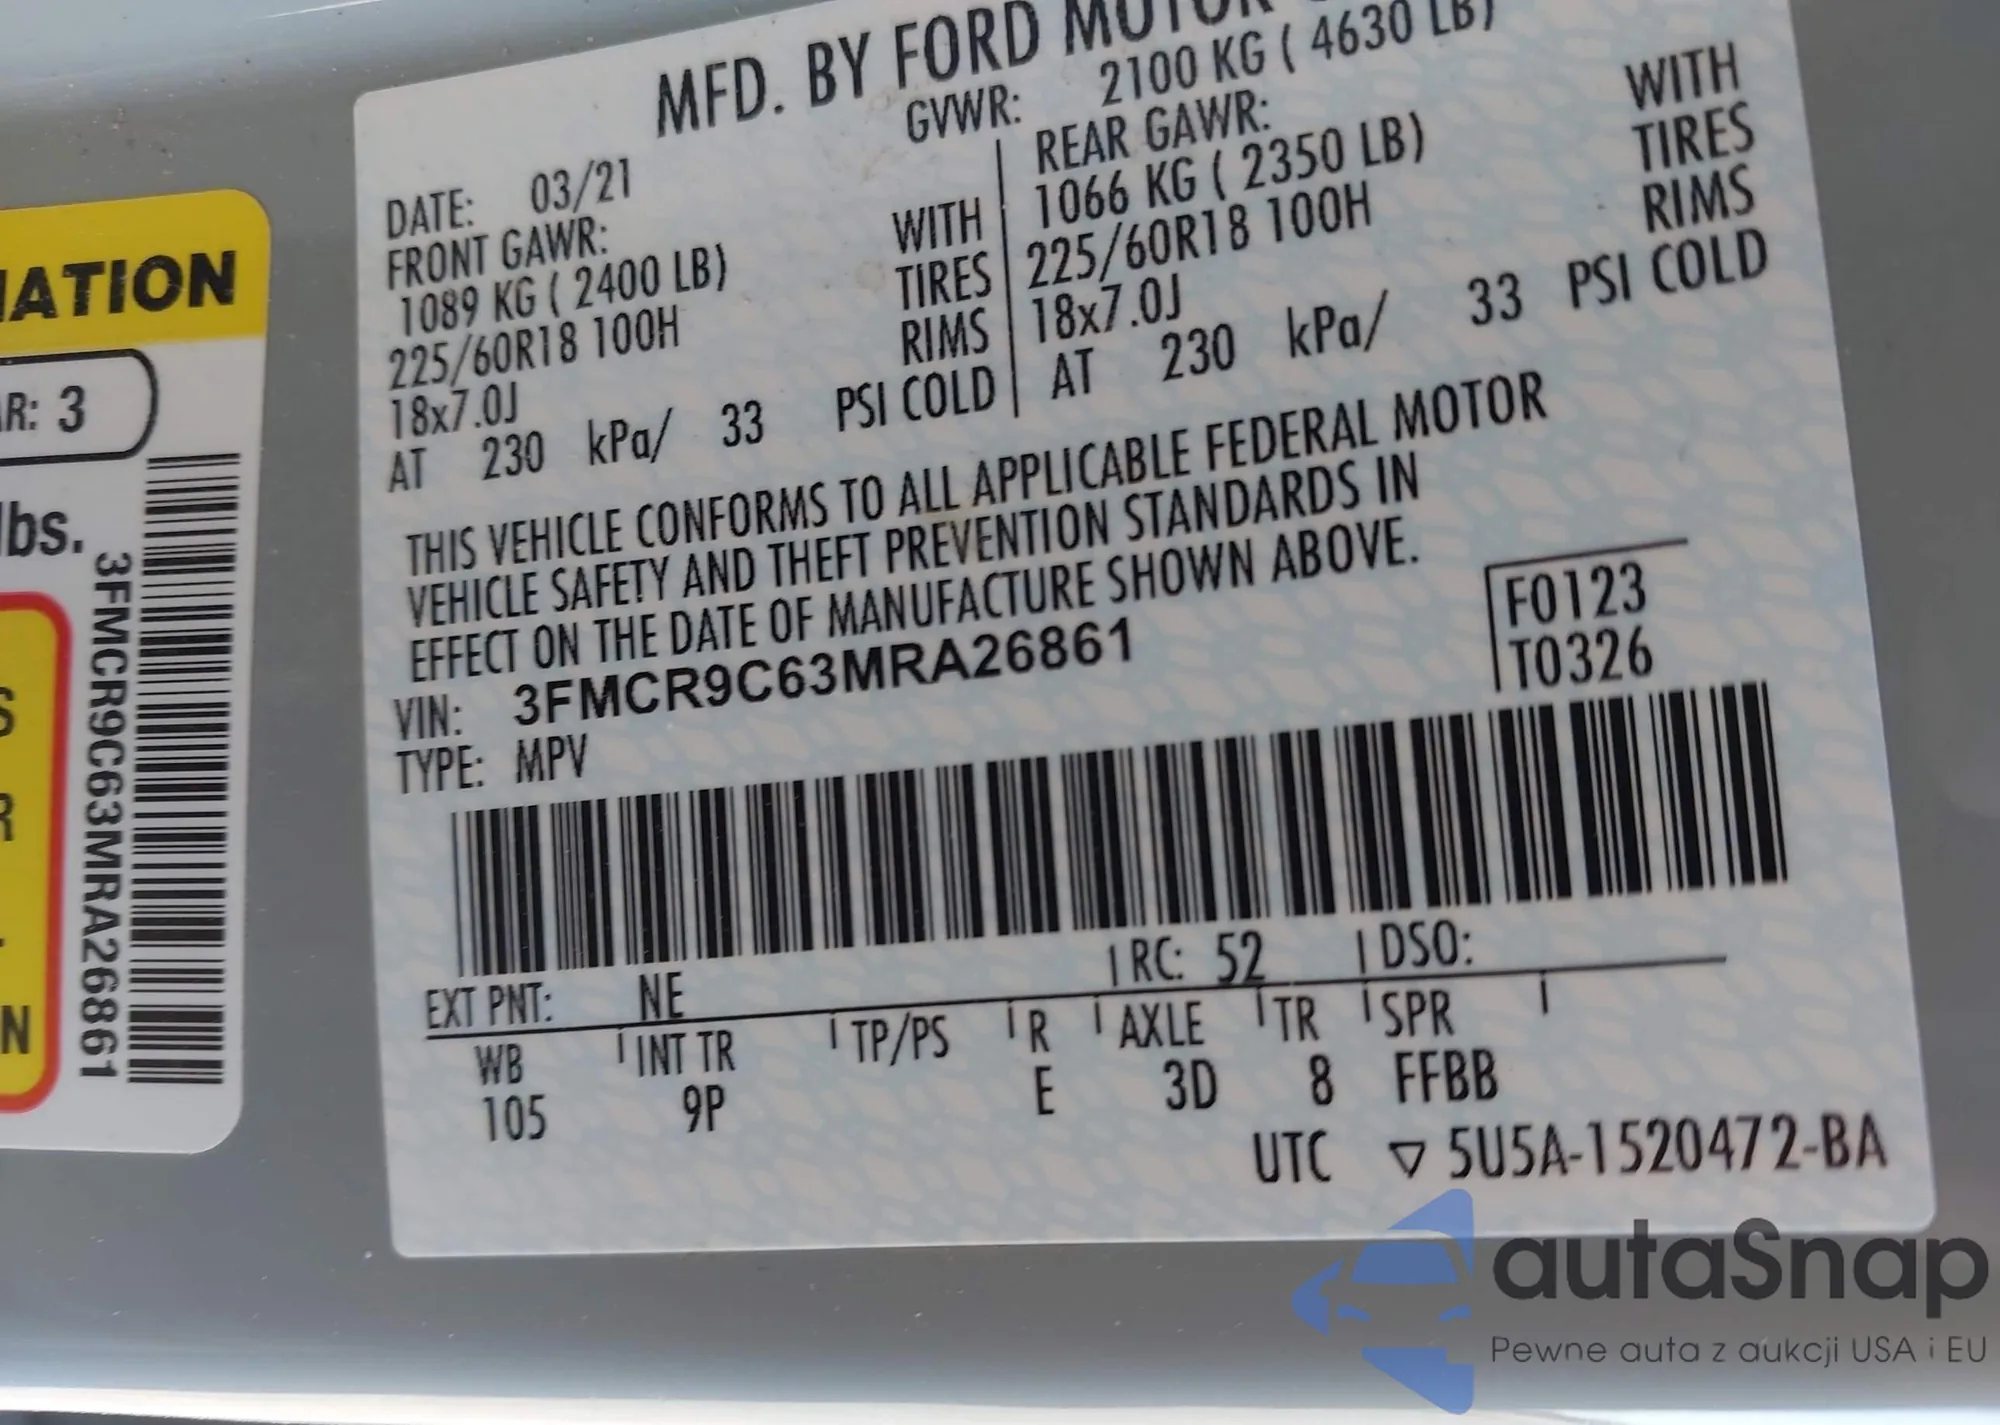 MFD. BY FORD MOTOR
GVWR: 2100 KG ( 4630 LB)
DATE: 03/21
FRONT GAWR:
1089 KG ( 2400 LB) WITH
225/60R18 100H TIRES
18x7.0J RIMS
AT 230 kPa/ 33 PSI COLD
REAR GAWR:
1066 KG ( 2350 LB) WITH
225/60R18 100H TIRES
18x7.0J RIMS
AT 230 kPa/ 33 PSI COLD
THIS VEHICLE CONFORMS TO ALL APPLICABLE FEDERAL MOTOR
VEHICLE SAFETY AND THEFT PREVENTION STANDARDS IN
EFFECT ON THE DATE OF MANUFACTURE SHOWN ABOVE.
VIN: 3FMCR9C63MRA26861
TYPE: MPV
F0123
T0326
EXT PNT: NE RC: 52 DSO:
WB INT TR TP/PS R AXLE TR SPR
105 9P E 3D 8 FFBB
UTC ▽ 5U5A-1520472-BA
3
lbs.
3FMCR9C63MRA26861
autaSnap
Pewne auta z aukcji USA i EU